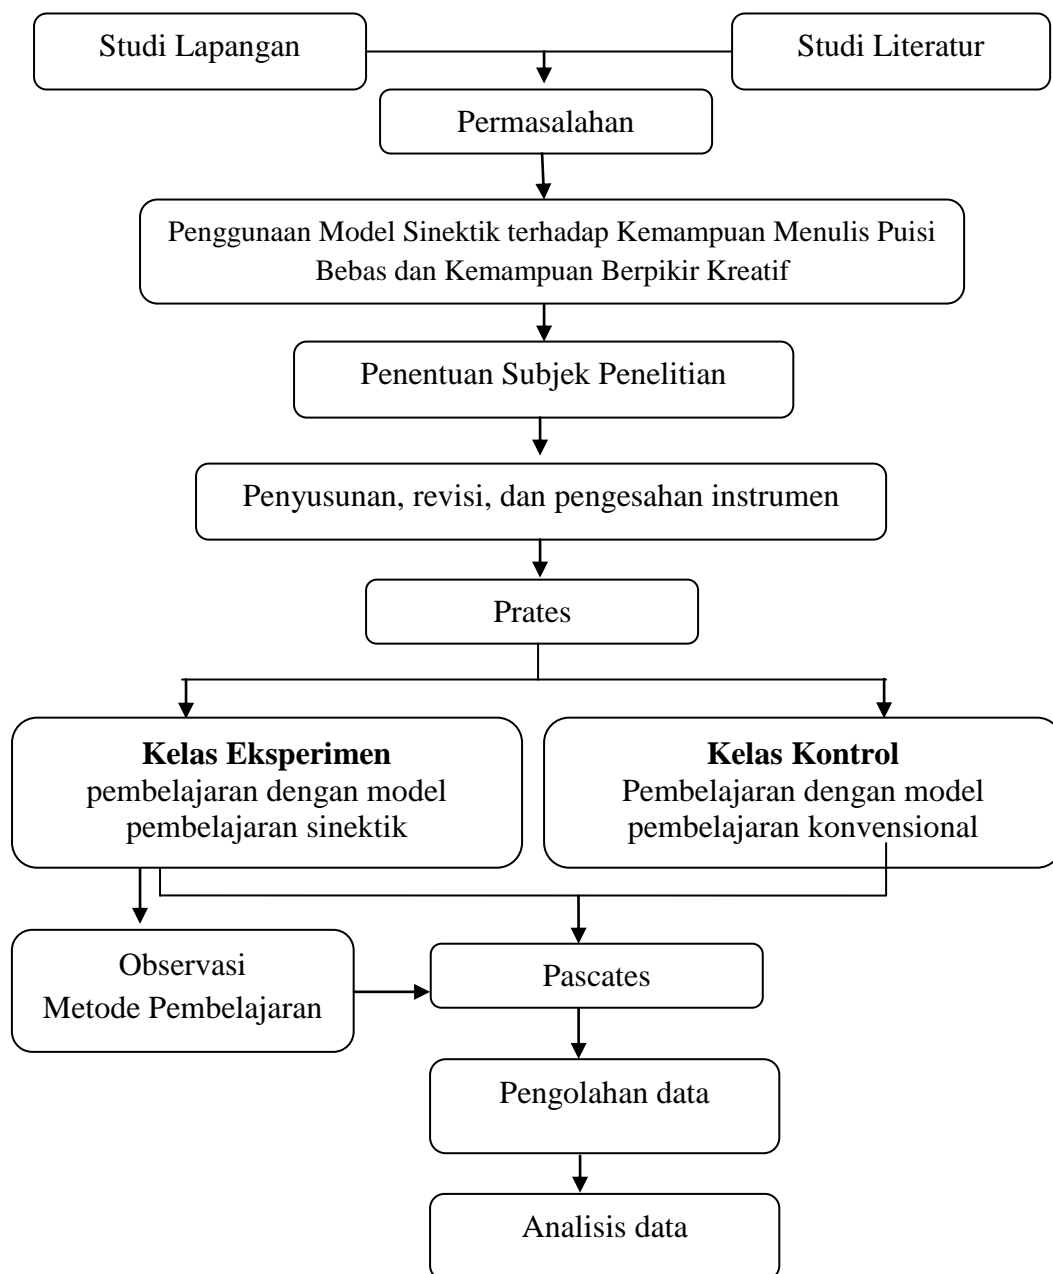 Studi Lapangan
Studi Literatur
Permasalahan
Penggunaan Model Sinektik terhadap Kemampuan Menulis Puisi
Bebas dan Kemampuan Berpikir Kreatif
Penentuan Subjek Penelitian
Penyusunan, revisi, dan pengesahan instrumen
Prates
Kelas Eksperimen
pembelajaran dengan model
pembelajaran sinektik
Kelas Kontrol
Pembelajaran dengan model
pembelajaran konvensional
Observasi
Metode Pembelajaran
Pascates
Pengolahan data
Analisis data